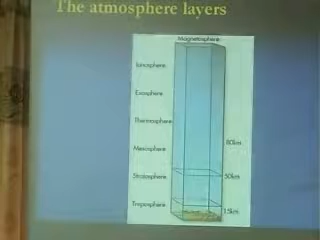 The atmosphere layers
Magnetosphere
Ionosphere
Exosphere
Thermosphere
Mesosphere
80km
Stratosphere
50km
Troposphere
15km